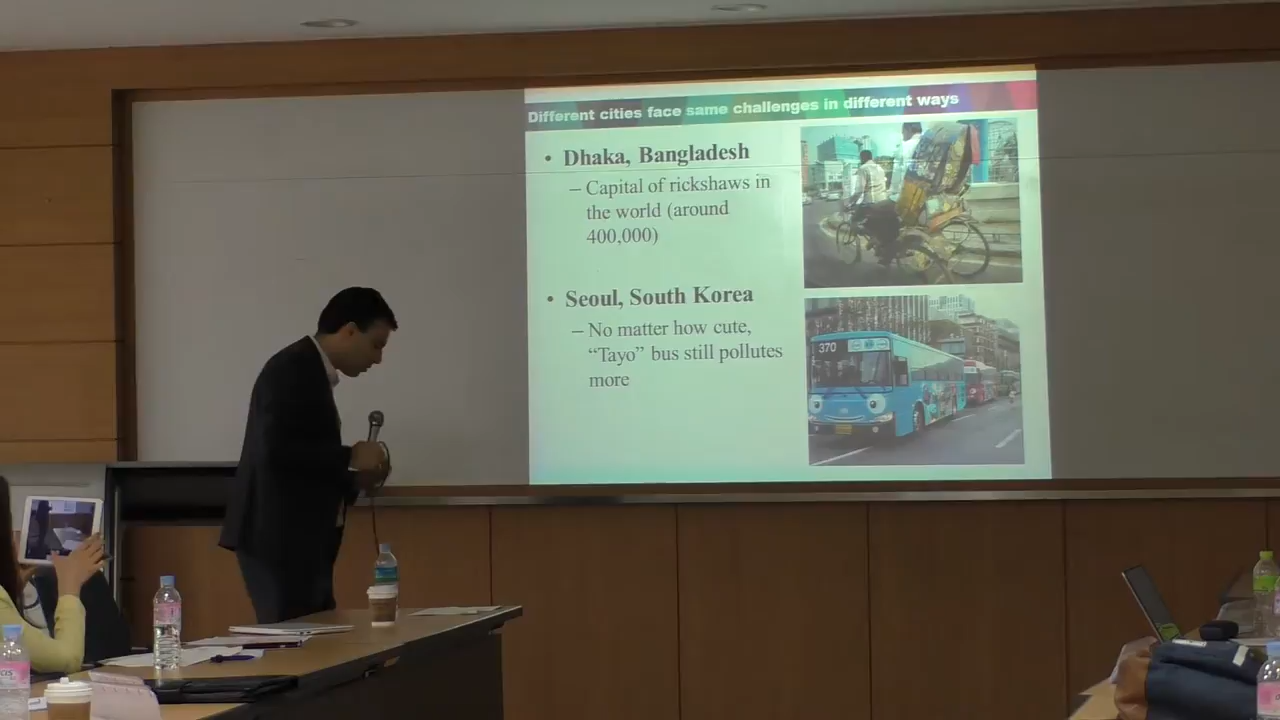 Different cities face same challenges in different ways
• Dhaka, Bangladesh
– Capital of rickshaws in
the world (around
400,000)
• Seoul, South Korea
– No matter how cute,
“Tayo” bus still pollutes
more
370